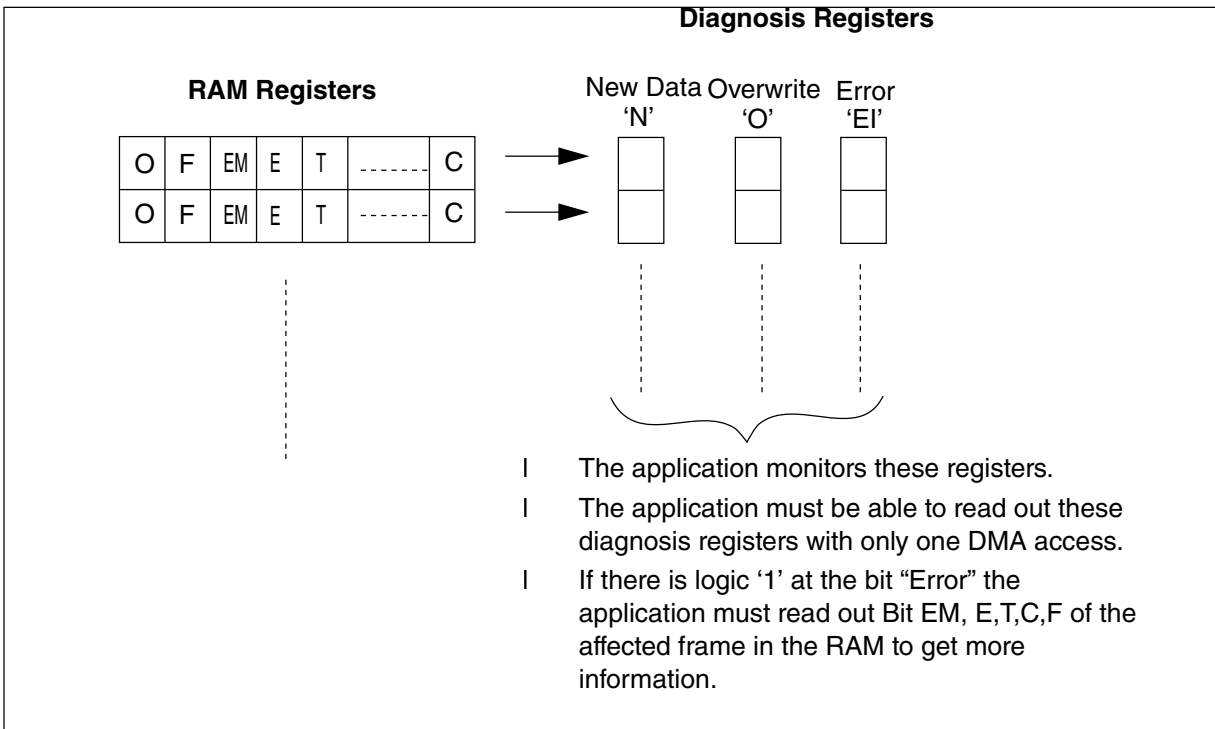 Diagnosis Registers
RAM Registers
New Data Overwrite Error
‘N’ ‘O’ ‘EI’
O F EM E T ------- C
O F EM E T ------- C
l The application monitors these registers.
l The application must be able to read out these
diagnosis registers with only one DMA access.
l If there is logic ‘1’ at the bit “Error” the
application must read out Bit EM, E,T,C,F of the
affected frame in the RAM to get more
information.